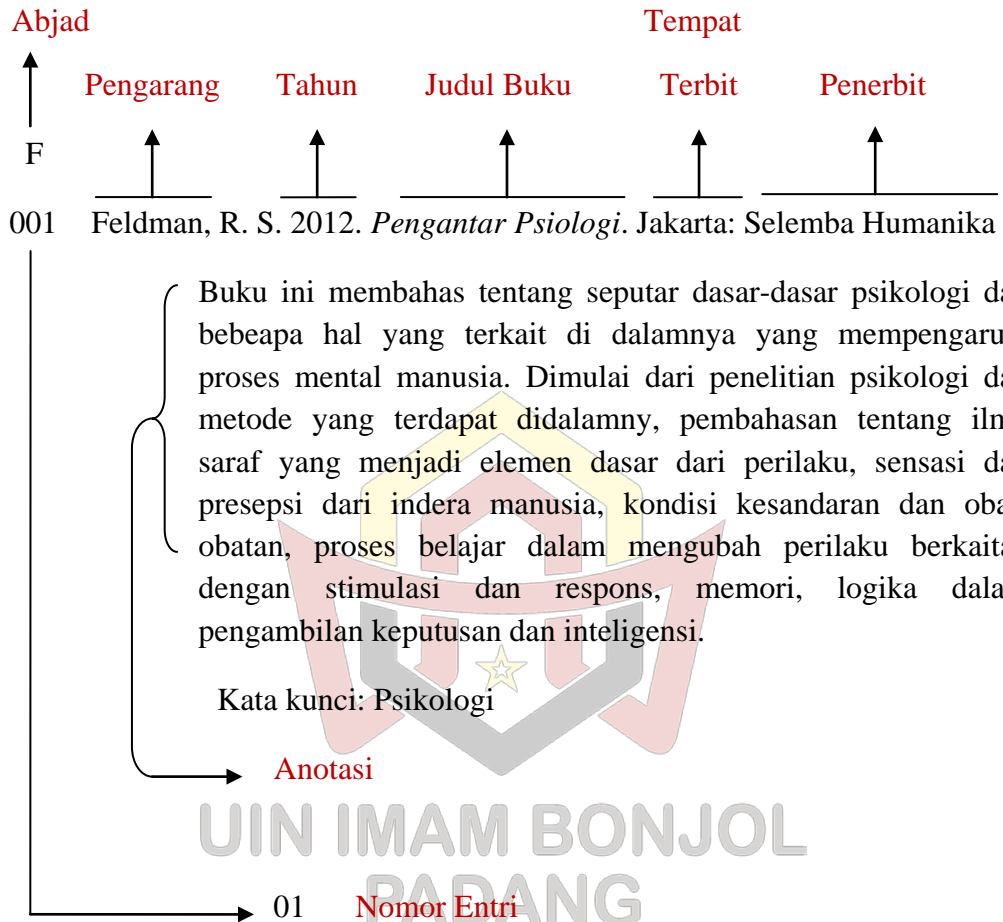 Abjad
Tempat
Pengarang Tahun Judul Buku Terbit Penerbit
F
001 Feldman, R. S. 2012. Pengantar Psiologi. Jakarta: Selemba Humanika
Buku ini membahas tentang seputar dasar-dasar psikologi da
bebeapa hal yang terkait di dalamnya yang mempengaru
proses mental manusia. Dimulai dari penelitian psikologi da
metode yang terdapat didalamny, pembahasan tentang ilm
saraf yang menjadi elemen dasar dari perilaku, sensasi da
presepsi dari indera manusia, kondisi kesandaran dan oba
obatan, proses belajar dalam mengubah perilaku berkaita
dengan stimulasi dan respons, memori, logika dala
pengambilan keputusan dan inteligensi.
Kata kunci: Psikologi
Anotasi
UIN IMAM BONJOL
PADANG
01 Nomor Entri